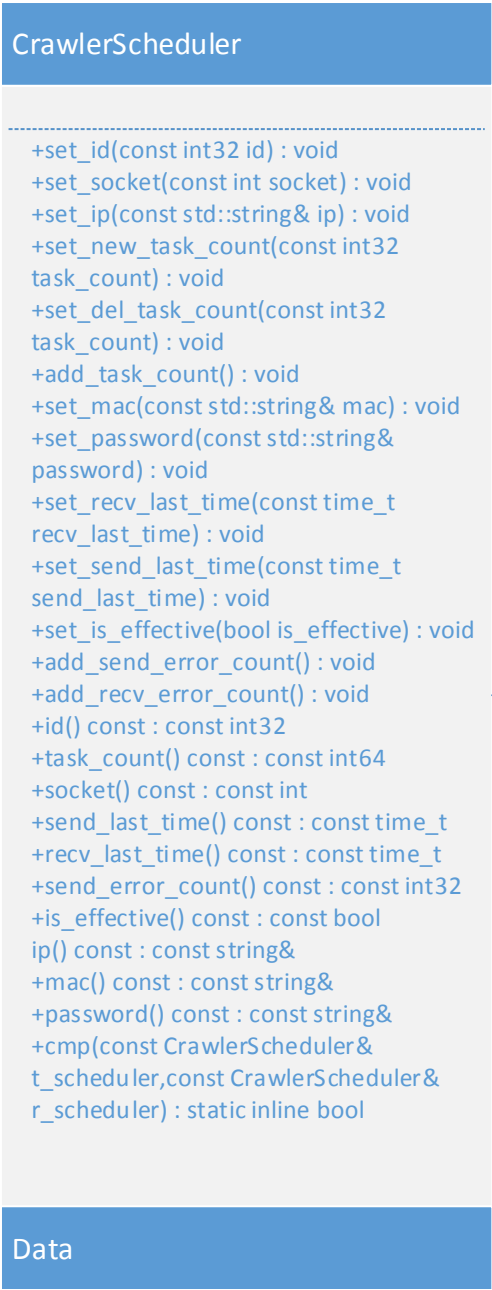 CrawlerScheduler
+set_id(const int32 id) : void
+set_socket(const int socket) : void
+set_ip(const std::string& ip) : void
+set_new_task_count(const int32
task_count) : void
+set_del_task_count(const int32
task_count) : void
+add_task_count() : void
+set_mac(const std::string& mac) : void
+set_password(const std::string&
password) : void
+set_recv_last_time(const time_t
recv_last_time) : void
+set_send_last_time(const time_t
send_last_time) : void
+set_is_effective(bool is_effective) : void
+add_send_error_count() : void
+add_recv_error_count() : void
+id() const : const int32
+task_count() const : const int64
+socket() const : const int
+send_last_time() const : const time_t
+recv_last_time() const : const time_t
+send_error_count() const : const int32
+is_effective() const : const bool
ip() const : const string&
+mac() const : const string&
+password() const : const string&
+cmp(const CrawlerScheduler&
t_scheduler,const CrawlerScheduler&
r_scheduler) : static inline bool
Data